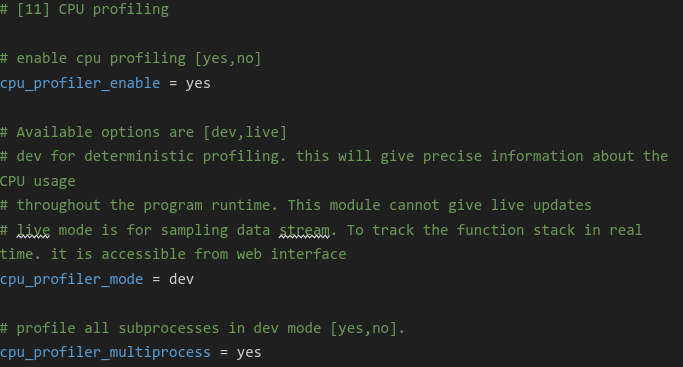 # [11] CPU profiling
# enable cpu profiling [yes,no]
cpu_profiler_enable = yes
# Available options are [dev,live]
# dev for deterministic profiling. this will give precise information about the
CPU usage
# throughout the program runtime. This module cannot give live updates
# live mode is for sampling data stream. To track the function stack in real
time. it is accessible from web interface
cpu_profiler_mode = dev
# profile all subprocesses in dev mode [yes,no].
cpu_profiler_multiprocess = yes